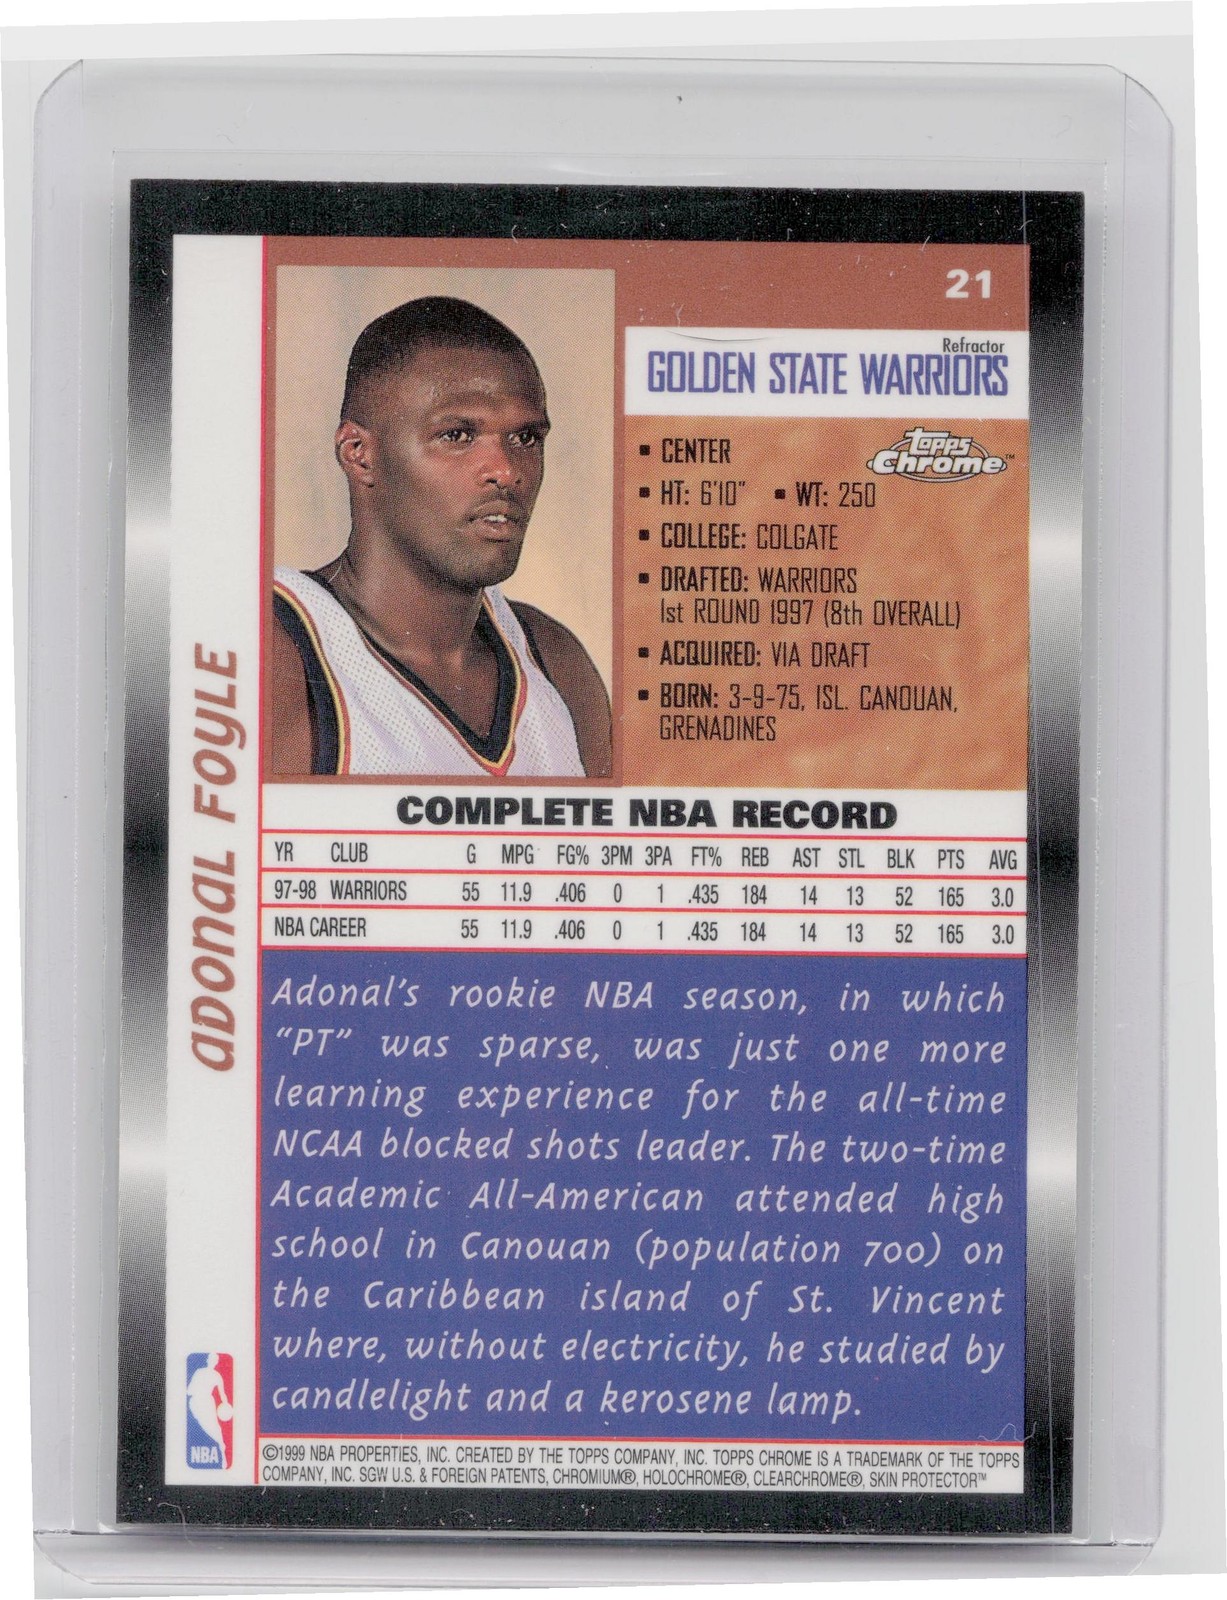 21
Refractor
GOLDEN STATE WARRIORS
topps
Chrome™
▪ CENTER
▪ HT: 6'10" ▪ WT: 250
▪ COLLEGE: COLGATE
▪ DRAFTED: WARRIORS
1st ROUND 1997 (8th OVERALL)
▪ ACQUIRED: VIA DRAFT
▪ BORN: 3-9-75, ISL. CANOUAN,
GRENADINES
ADONAL FOYLE
COMPLETE NBA RECORD
YR CLUB G MPG FG% 3PM 3PA FT% REB AST STL BLK PTS AVG
97-98 WARRIORS 55 11.9 .406 0 1 .435 184 14 13 52 165 3.0
NBA CAREER 55 11.9 .406 0 1 .435 184 14 13 52 165 3.0
Adonal's rookie NBA season, in which
"PT" was sparse, was just one more
learning experience for the all-time
NCAA blocked shots leader. The two-time
Academic All-American attended high
school in Canouan (population 700) on
the Caribbean island of St. Vincent
where, without electricity, he studied by
candlelight and a kerosene lamp.
NBA
©1999 NBA PROPERTIES, INC. CREATED BY THE TOPPS COMPANY, INC. TOPPS CHROME IS A TRADEMARK OF THE TOPPS
COMPANY, INC. SGW U.S. & FOREIGN PATENTS, CHROMIUM®, HOLOCHROME®, CLEARCHROME®, SKIN PROTECTOR™